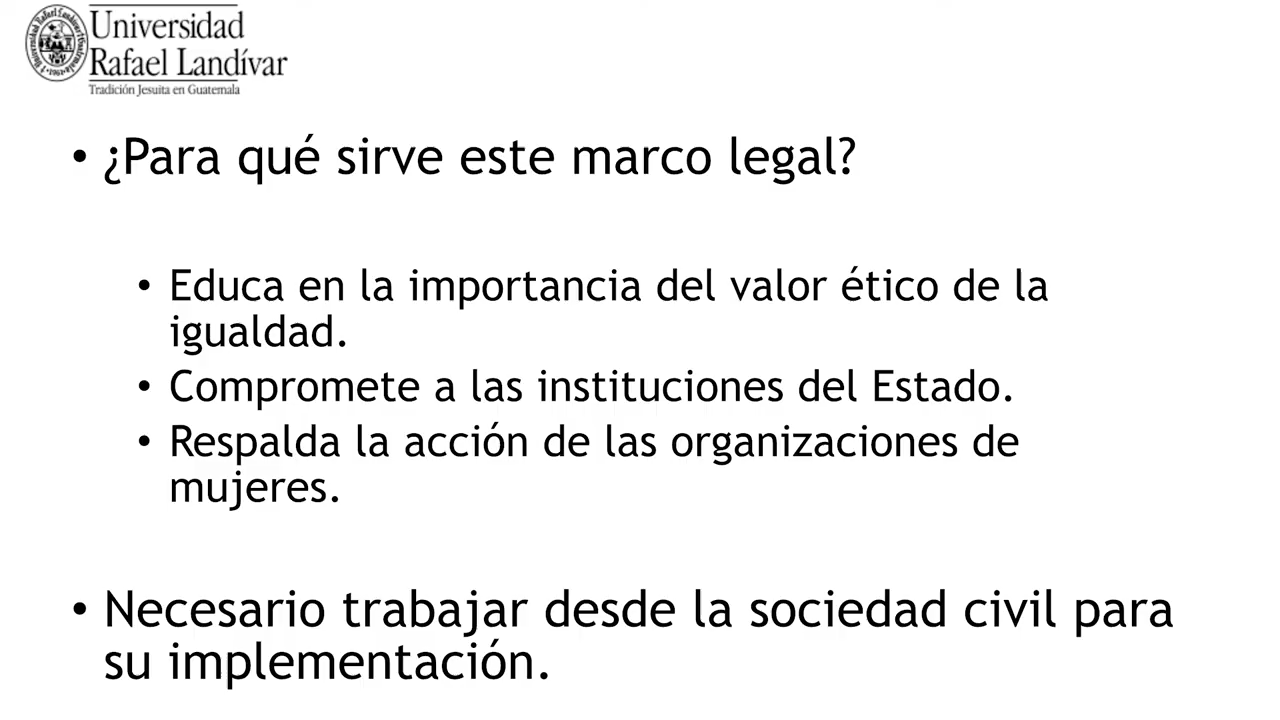 Universidad
Rafael Landívar
Tradición Jesuita en Guatemala
• ¿Para qué sirve este marco legal?
• Educa en la importancia del valor ético de la
igualdad.
• Compromete a las instituciones del Estado.
• Respalda la acción de las organizaciones de
mujeres.
• Necesario trabajar desde la sociedad civil para
su implementación.